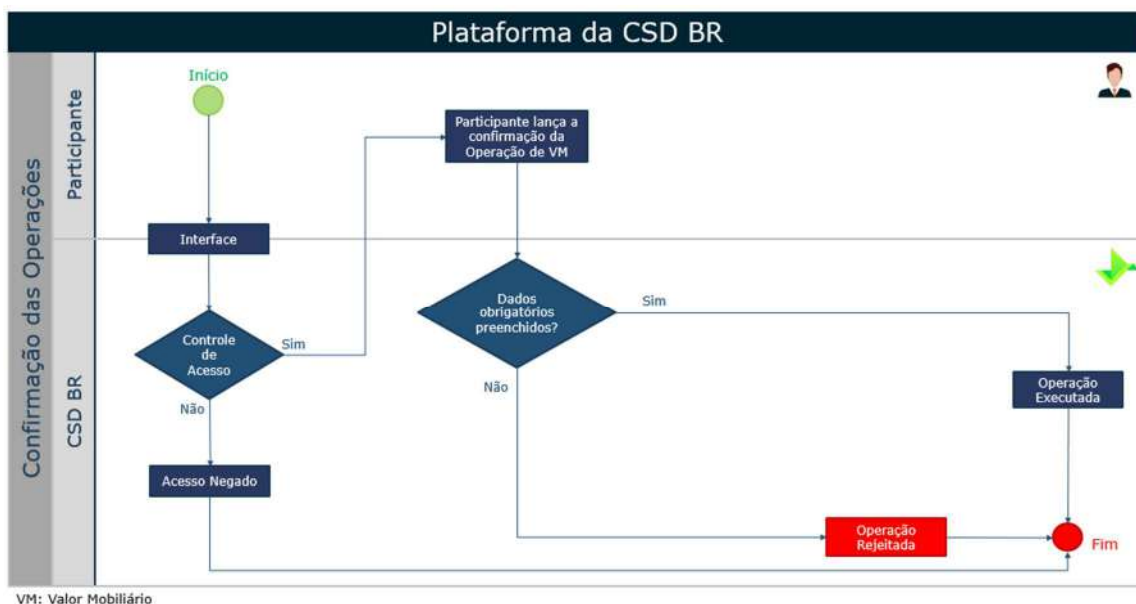 Plataforma da CSD BR
Confirmação das Operações
Participante
Início
Participante lança a
confirmação da
Operação de VM
Interface
CSD BR
Controle
de
Acesso
Sim
Não
Acesso Negado
Dados
obrigatórios
preenchidos?
Sim
Não
Operação
Executada
Operação
Rejeitada
Fim
VM: Valor Mobiliário